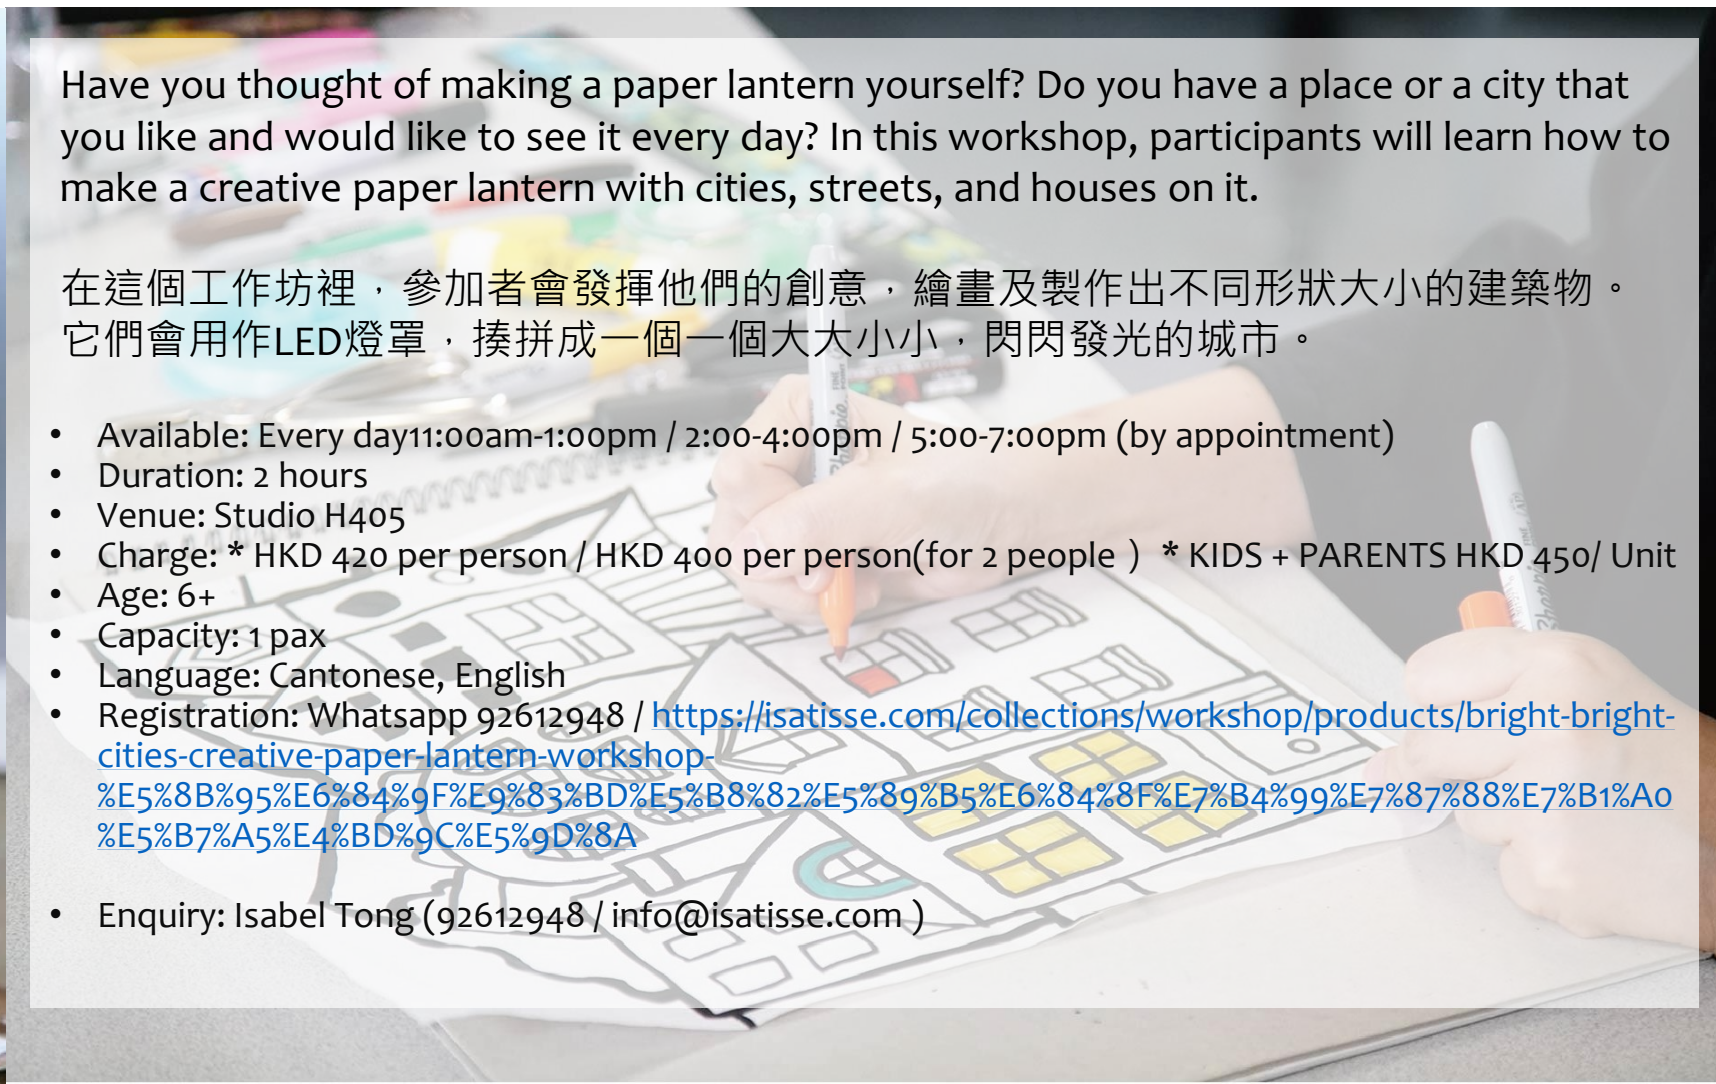 Have you thought of making a paper lantern yourself? Do you have a place or a city that
you like and would like to see it every day? In this workshop, participants will learn how to
make a creative paper lantern with cities, streets, and houses on it.
在這個工作坊裡，參加者會發揮他們的創意，繪畫及製作出不同形狀大小的建築物。
它們會用作LED燈罩，揍拼成一個一個大大小小，閃閃發光的城市。
• Available: Every day11:00am-1:00pm / 2:00-4:00pm / 5:00-7:00pm (by appointment)
• Duration: 2 hours
• Venue: Studio H405
• Charge: * HKD 420 per person / HKD 400 per person(for 2 people )  * KIDS + PARENTS HKD 450/ Unit
• Age: 6+
• Capacity: 1 pax
• Language: Cantonese, English
• Registration: Whatsapp 92612948 / https://isatisse.com/collections/workshop/products/bright-bright-
cities-creative-paper-lantern-workshop-
%E5%8B%95%E6%84%9F%E9%83%BD%E5%B8%82%E5%89%B5%E6%84%8F%E7%B4%99%E7%87%88%E7%B1%A0
%E5%B7%A5%E4%BD%9C%E5%9D%8A
• Enquiry: Isabel Tong (92612948 / info@isatisse.com )